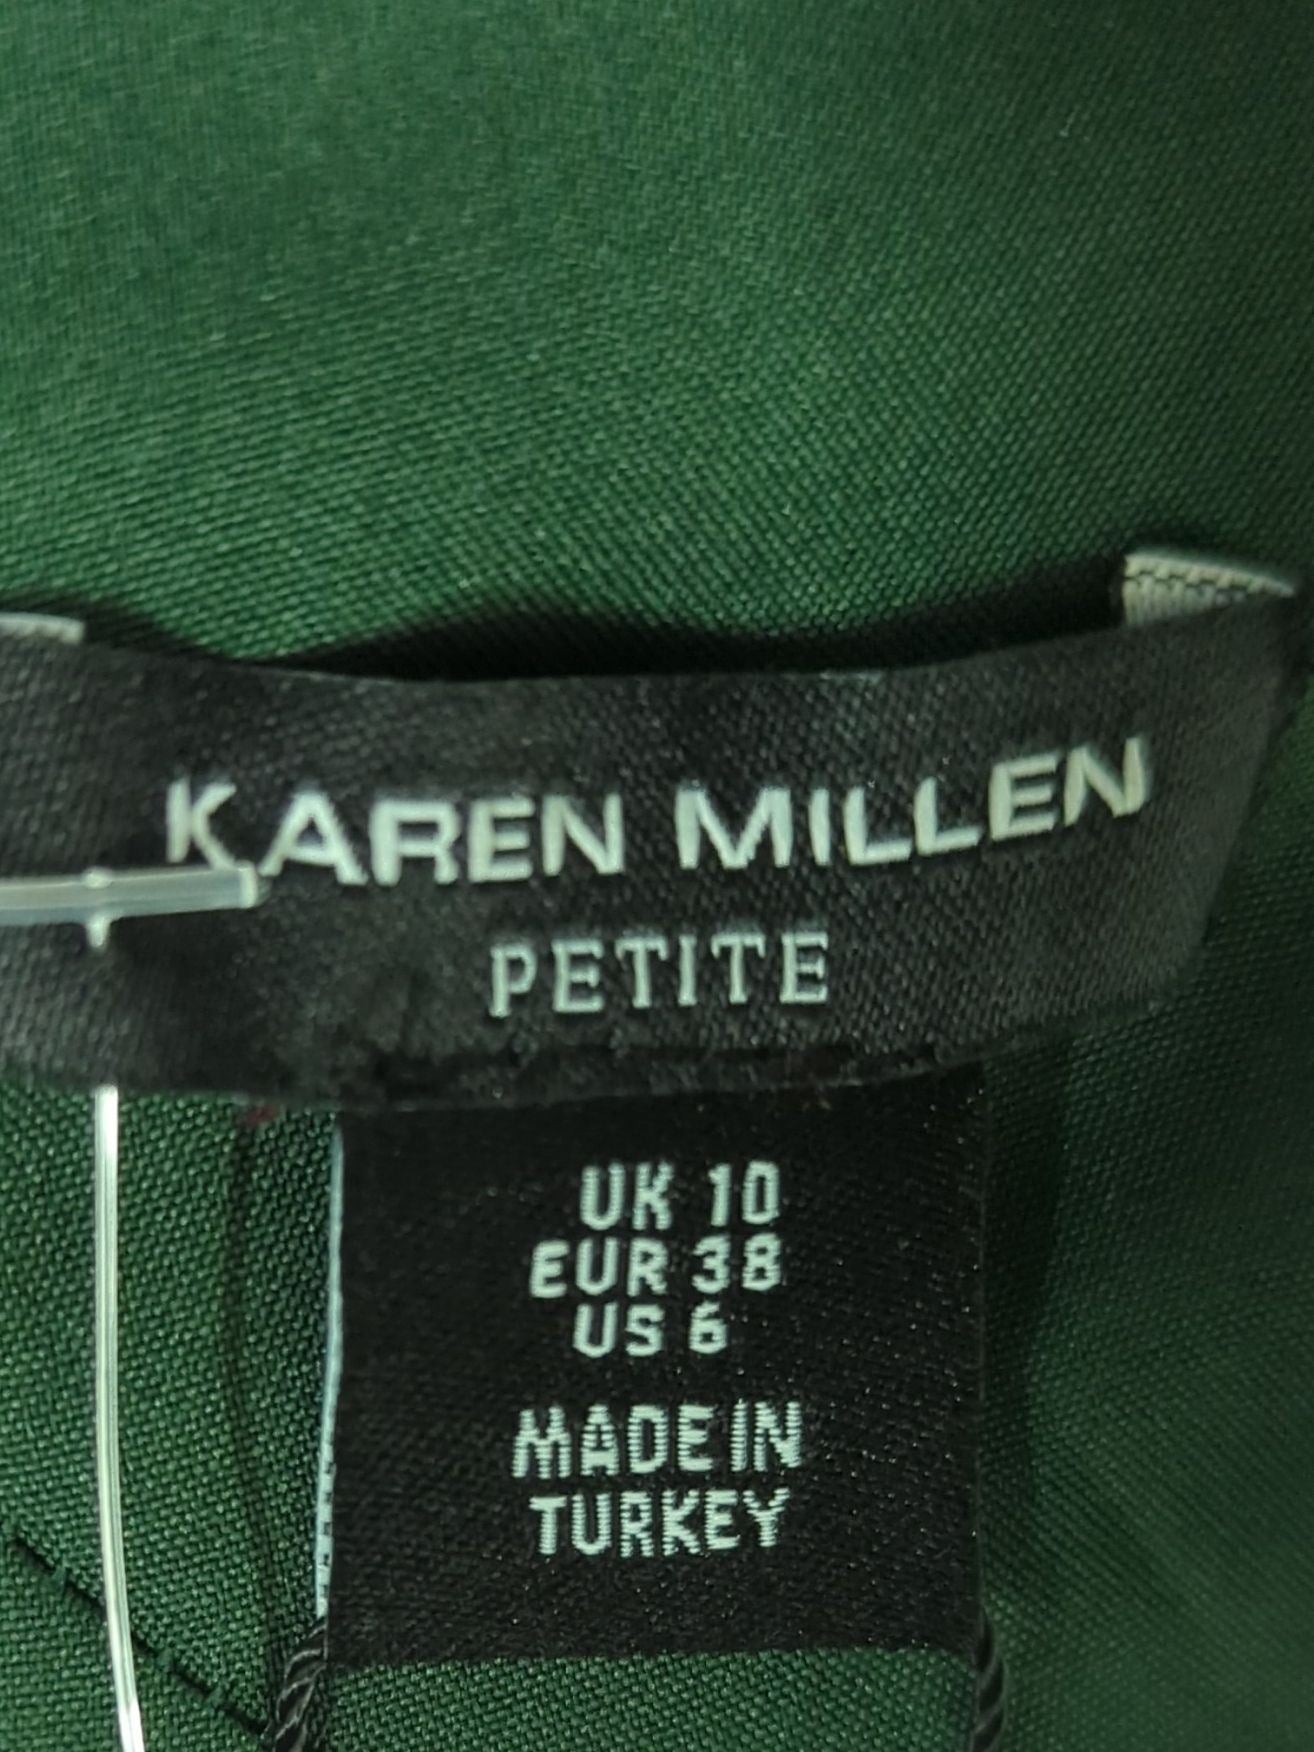 KAREN MILLEN
PETITE
UK 10
EUR 38
US 6
MADE IN
TURKEY